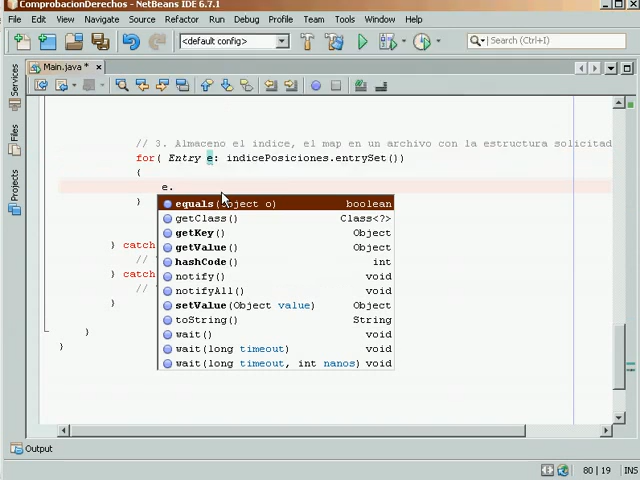 ComprobacionDerechos - NetBeans IDE 6.7.1
File Edit View Navigate Source Refactor Run Debug Profile Team Tools Window Help
<default config>
Search (Ctrl+I)
Main.java *
Services
Files
Projects
// 3. Almaceno el indice, el map en un archivo con la estructura solicitad
for( Entry e: indicePosiciones.entrySet())
{
e.
equals(Object o) boolean
getClass() Class<?>
getKey() Object
getValue() Object
hashCode() int
notify() void
notifyAll() void
setValue(Object value) Object
toString() String
wait() void
wait(long timeout) void
wait(long timeout, int nanos) void
}
} catch
//
} catch
//
}
}
}
Output
80 | 19 INS